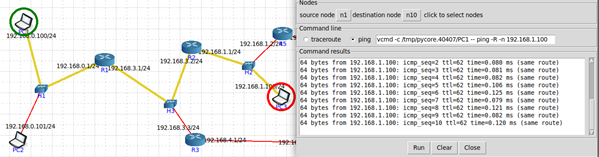 192.168.0.100/24
H1
192.168.0.101/24
PC2
192.168.0.1/24
R1
192.168.3.1/24
H3
192.168.3.3/24
R3
192.168.4.1/24
R2
192.168.3.2/24
192.168.1.1/24
H2
R5
192.168.1.100/24
Nodes
source node n1 destination node n10 click to select nodes
Command line
traceroute ping vcmd -c /tmp/pycore.40407/PC1 -- ping -R -n 192.168.1.100
Command results
64 bytes from 192.168.1.100: icmp_seq=2 ttl=62 time=0.080 ms (same route)
64 bytes from 192.168.1.100: icmp_seq=3 ttl=62 time=0.081 ms (same route)
64 bytes from 192.168.1.100: icmp_seq=4 ttl=62 time=0.082 ms (same route)
64 bytes from 192.168.1.100: icmp_seq=5 ttl=62 time=0.106 ms (same route)
64 bytes from 192.168.1.100: icmp_seq=6 ttl=62 time=0.125 ms (same route)
64 bytes from 192.168.1.100: icmp_seq=7 ttl=62 time=0.079 ms (same route)
64 bytes from 192.168.1.100: icmp_seq=8 ttl=62 time=0.121 ms (same route)
64 bytes from 192.168.1.100: icmp_seq=9 ttl=62 time=0.082 ms (same route)
64 bytes from 192.168.1.100: icmp_seq=10 ttl=62 time=0.120 ms (same route)
Run Clear Close